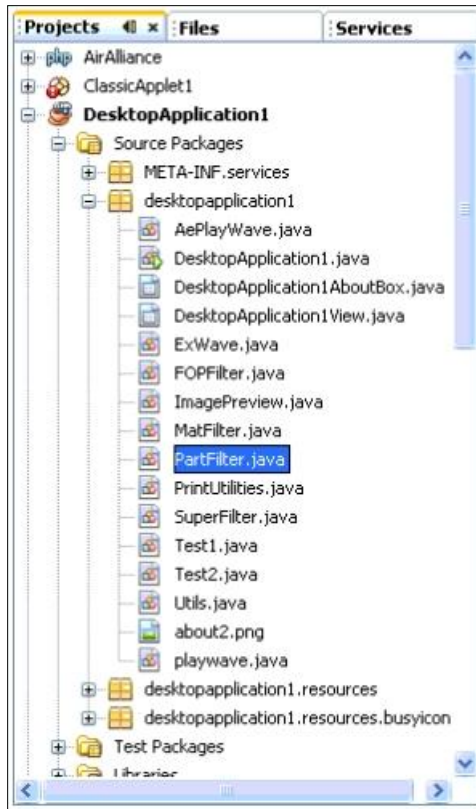 Projects Files Services
php AirAlliance
ClassicApplet1
DesktopApplication1
Source Packages
META-INF.services
desktopapplication1
AePlayWave.java
DesktopApplication1.java
DesktopApplication1AboutBox.java
DesktopApplication1View.java
ExWave.java
FOPFilter.java
ImagePreview.java
MatFilter.java
PartFilter.java
PrintUtilities.java
SuperFilter.java
Test1.java
Test2.java
Utils.java
about2.png
playwave.java
desktopapplication1.resources
desktopapplication1.resources.busyicon
Test Packages
Libraries